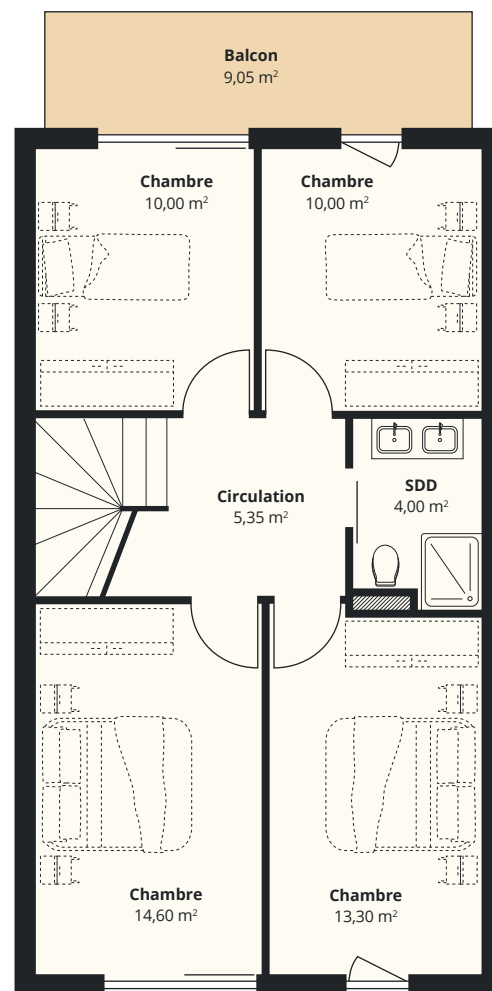 Balcon
9,05 m²
Chambre
10,00 m²
Chambre
10,00 m²
Circulation
5,35 m²
SDD
4,00 m²
Chambre
14,60 m²
Chambre
13,30 m²